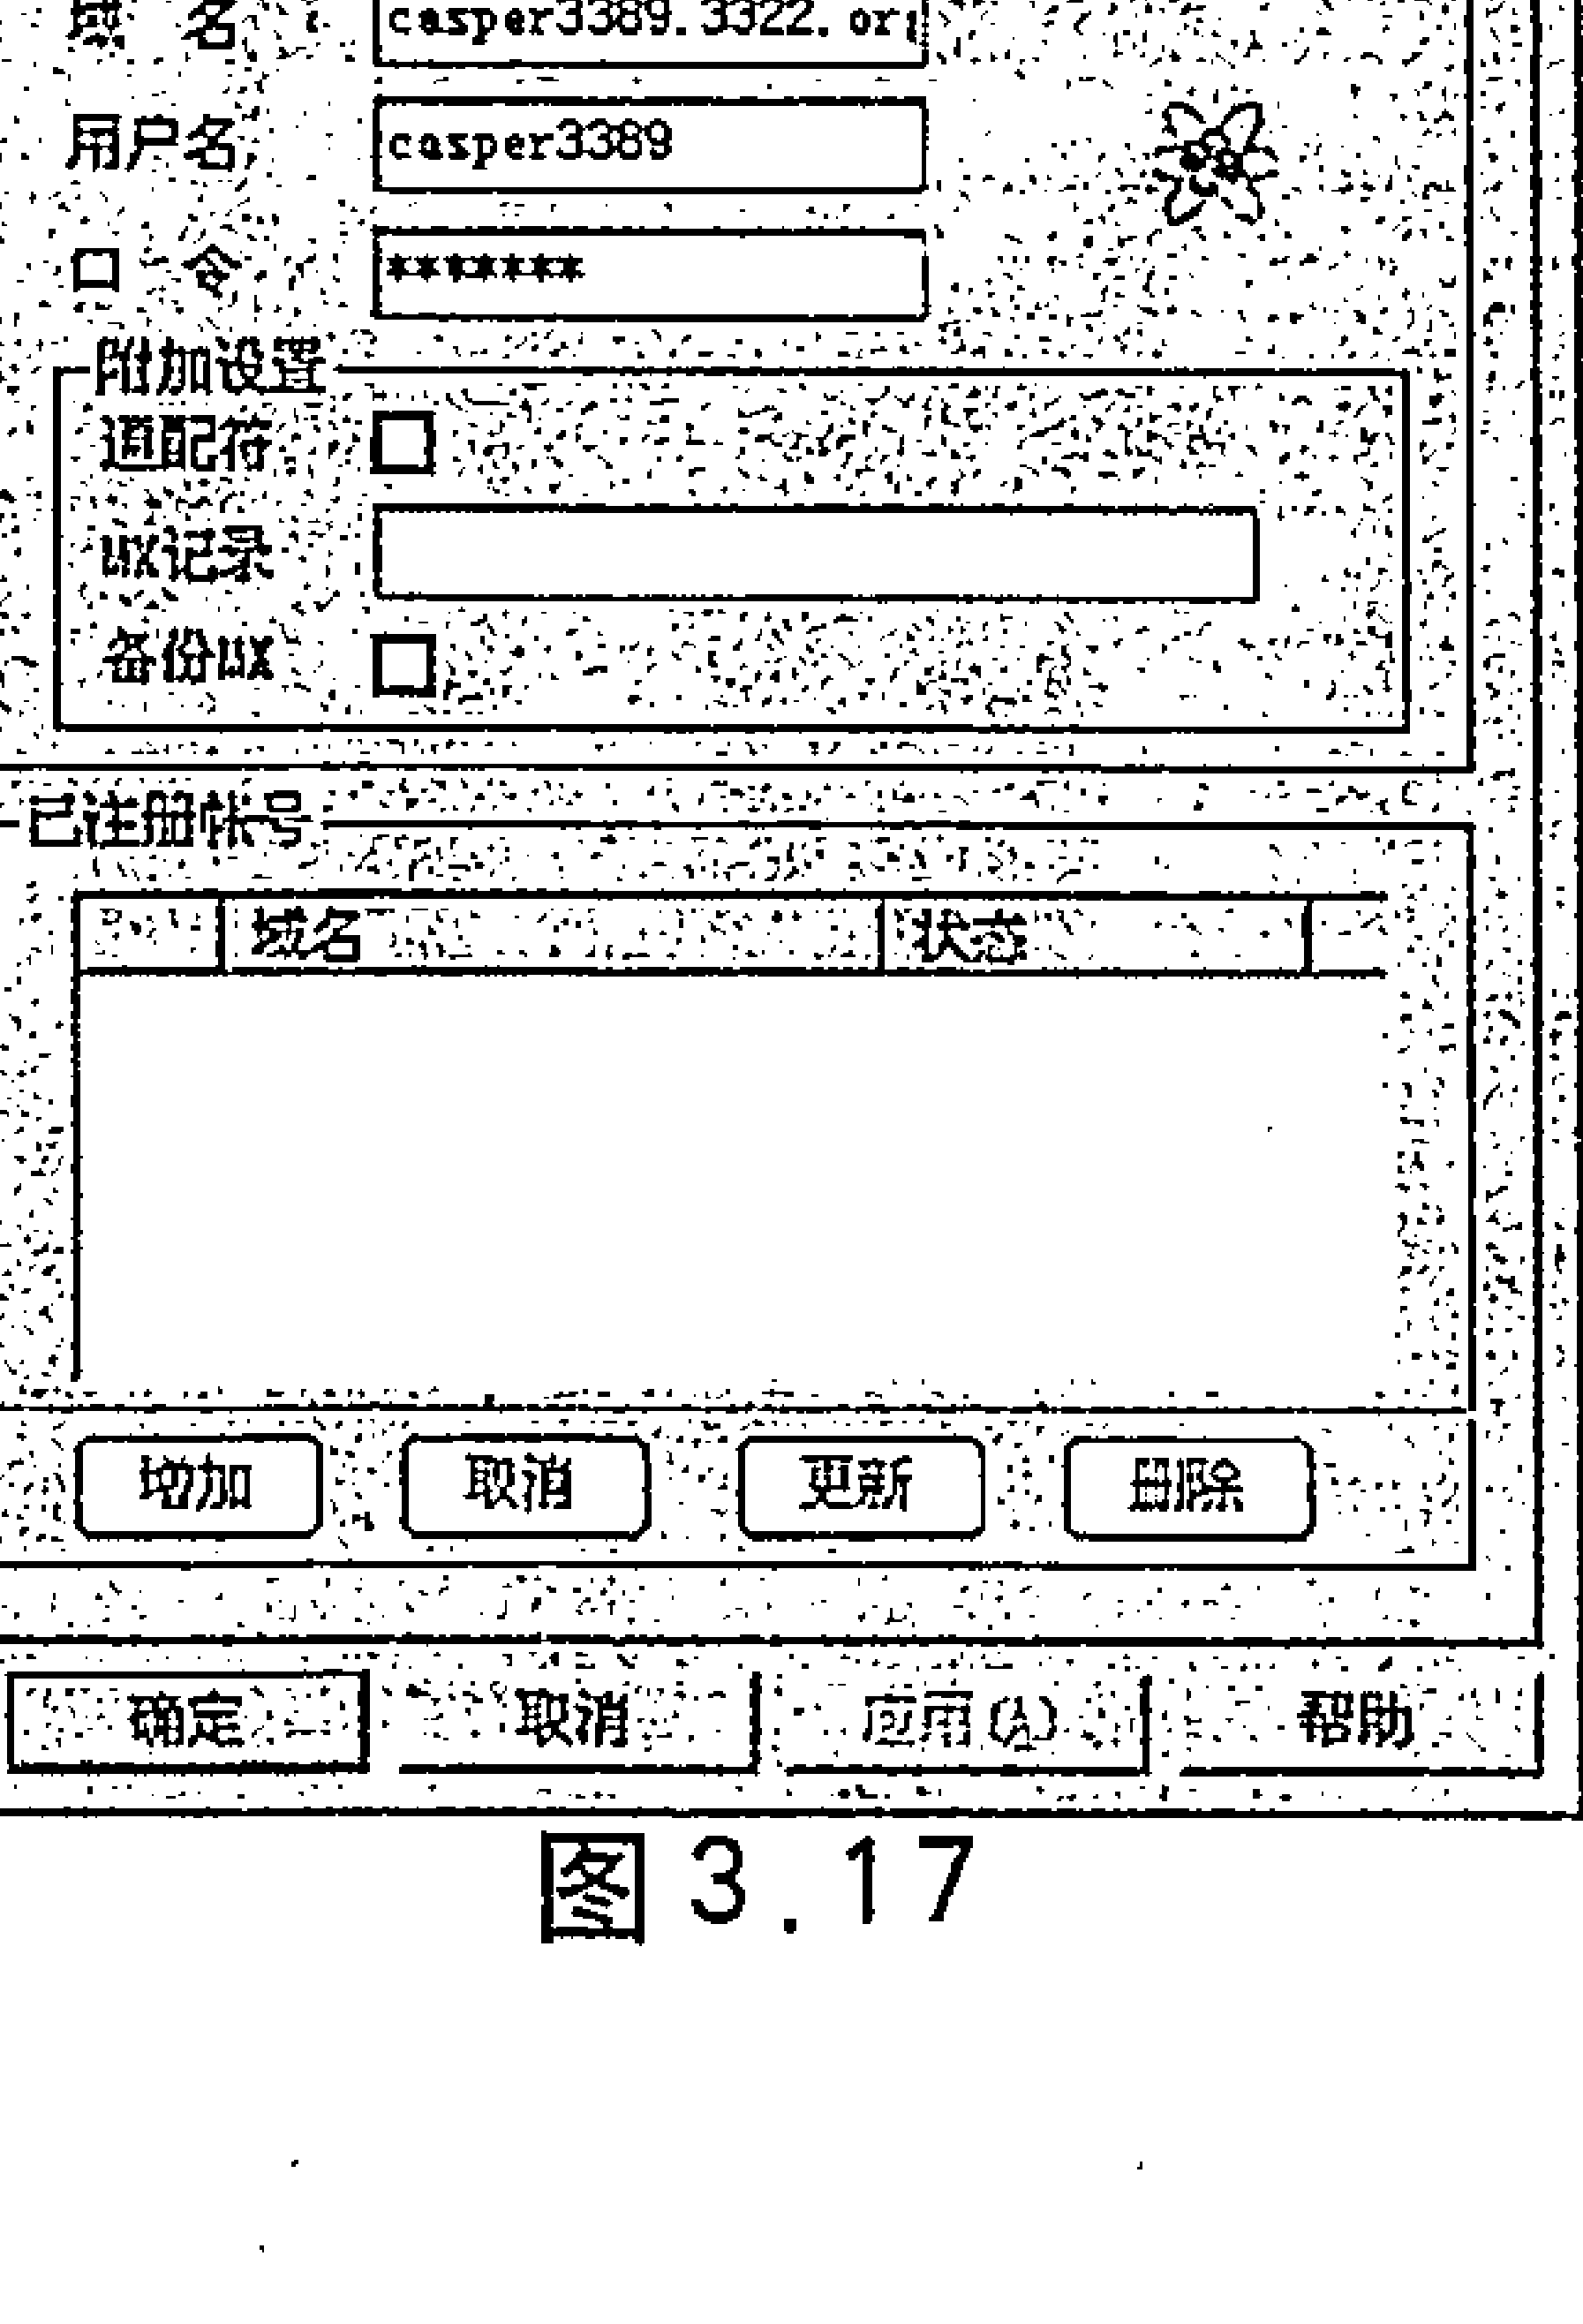 域 名 casper3389.3322.or
用户名 casper3389
口 令 *******
附加设置
通配符
MX记录
备份MX
已注册帐号
域名 状态
增加 取消 更新 删除
确定 取消 应用(A) 帮助
图3.17